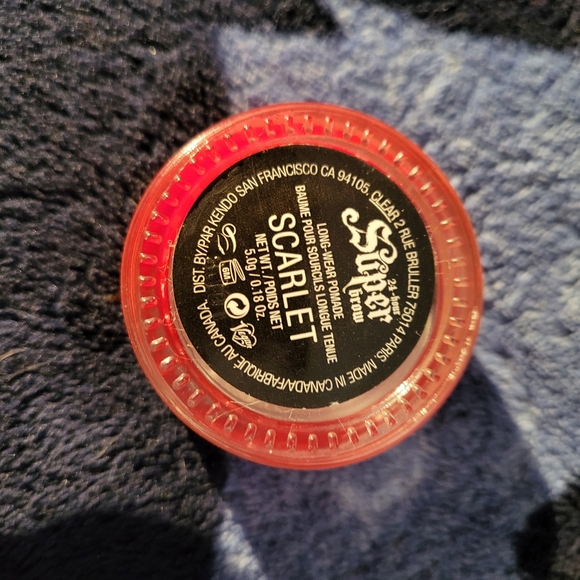 24-hour
Super
brow
LONG-WEAR POMADE
BAUME POUR SOURCILS LONGUE TENUE
SCARLET
NET WT. / POIDS NET
5.0g / 0.18 Oz.
6M
Vegan
DIST. BY/PAR KENDO SAN FRANCISCO CA 94105. CLEAR 2 RUE BRULLER 75014 PARIS. MADE IN CANADA/FABRIQUÉ AU CANADA.